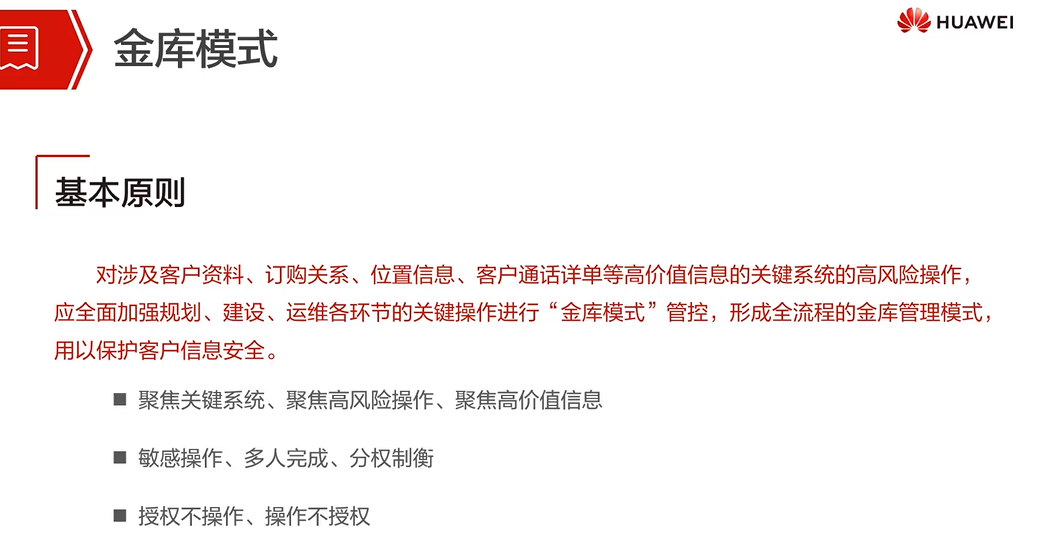 金库模式
HUAWEI
基本原则
对涉及客户资料、订购关系、位置信息、客户通话详单等高价值信息的关键系统的高风险操作，
应全面加强规划、建设、运维各环节的关键操作进行“金库模式”管控，形成全流程的金库管理模式，
用以保护客户信息安全。
■ 聚焦关键系统、聚焦高风险操作、聚焦高价值信息
■ 敏感操作、多人完成、分权制衡
■ 授权不操作、操作不授权